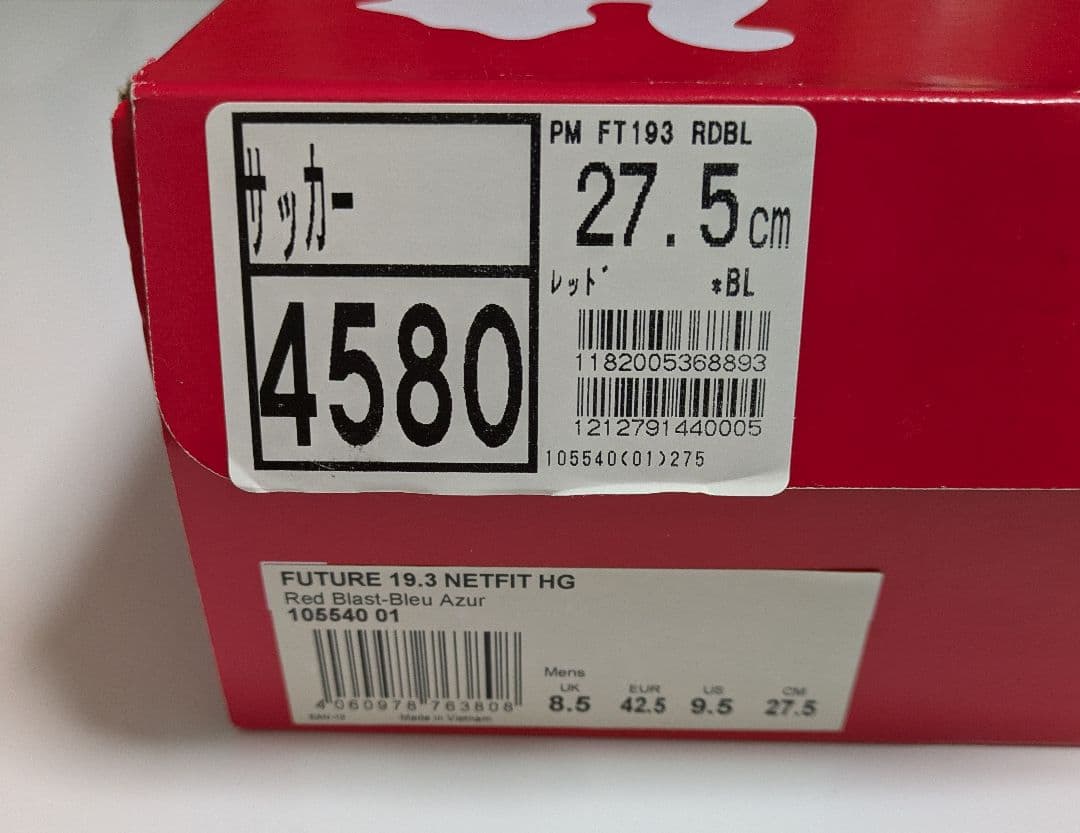 サッカー
4580
PM FT193 RDBL
27.5cm
レッド *BL
1182005368893
1212791440005
105540(01)275
FUTURE 19.3 NETFIT HG
Red Blast-Bleu Azur
105540 01
4 060978 763808
EAN-13 Made in Vietnam
Mens
UK EUR US CM
8.5 42.5 9.5 27.5